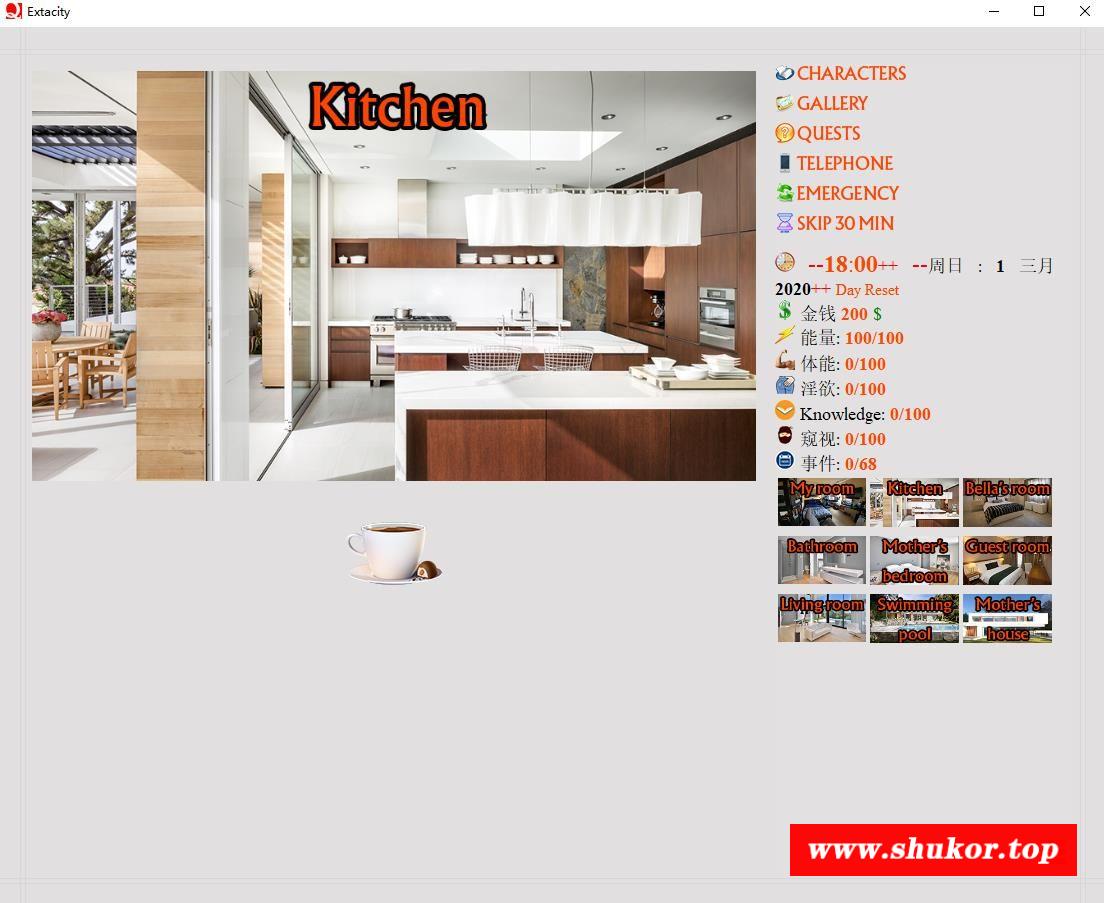 Extacity
Kitchen
CHARACTERS
GALLERY
QUESTS
TELEPHONE
EMERGENCY
SKIP 30 MIN
--18:00++ --周日 : 1 三月
2020++ Day Reset
金钱 200 $
能量: 100/100
体能: 0/100
淫欲: 0/100
Knowledge: 0/100
窥视: 0/100
事件: 0/68
My room Kitchen Bella's room
Bathroom Mother's bedroom Guest room
Living room Swimming pool Mother's house
www.shukor.top